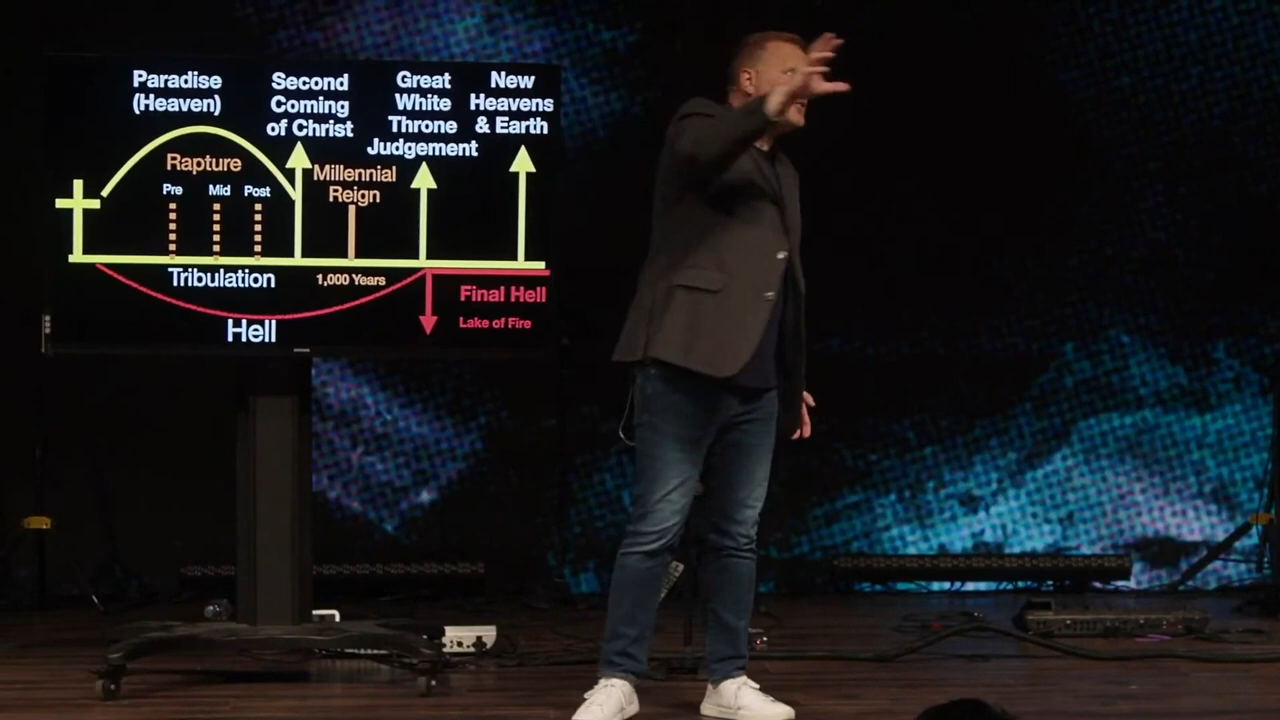 Paradise
(Heaven)
Second
Coming
of Christ
Great
White
Throne
Judgement
New
Heavens
& Earth
Rapture
Pre
Mid
Post
Millennial
Reign
Tribulation
1,000 Years
Hell
Final Hell
Lake of Fire